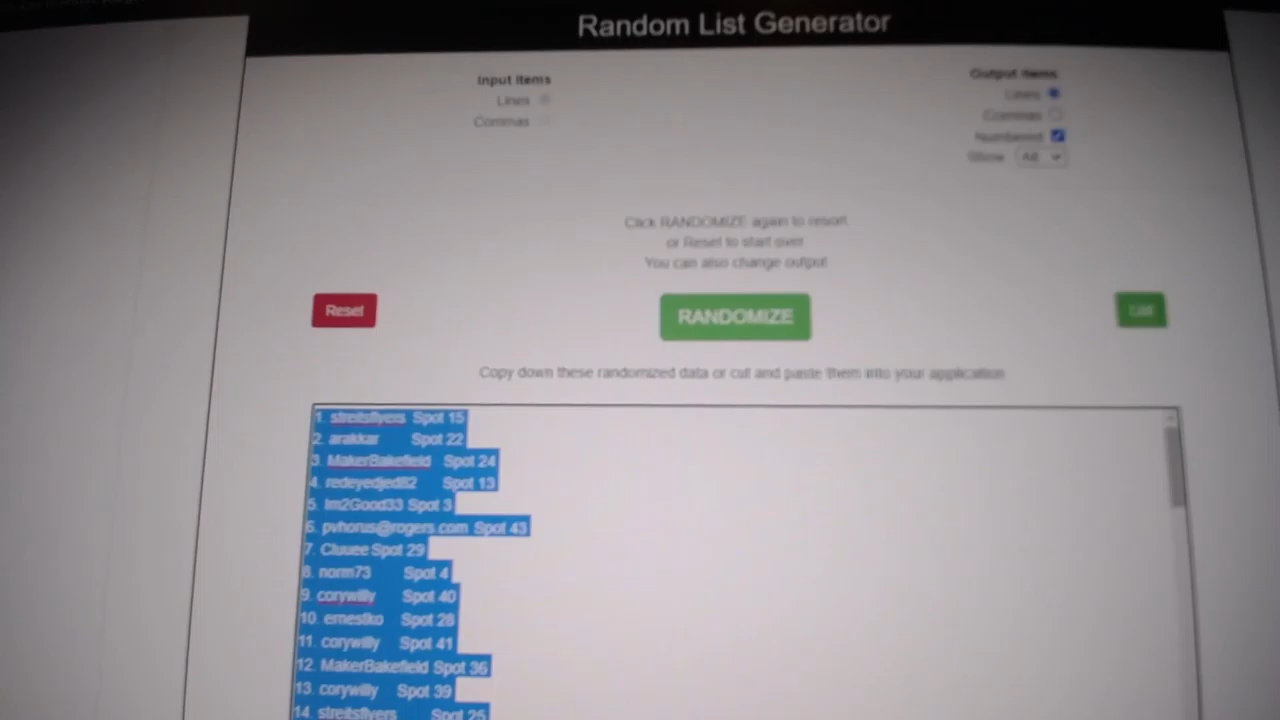 Random List Generator
Input Items
Lines
Commas
Output Items
Lines
Commas
Numbered
Show All
Click RANDOMIZE again to resort
or Reset to start over
You can also change output
Reset
RANDOMIZE
List
Copy down these randomized data or cut and paste them into your application
1. streitsflyers Spot 15
2. arakkar Spot 22
3. MakerBakefield Spot 24
4. redeyedjed82 Spot 13
5. Im2Good33 Spot 3
6. pvhorus@rogers.com Spot 43
7. Cluuee Spot 29
8. norm73 Spot 4
9. corywilly Spot 40
10. ernestko Spot 28
11. corywilly Spot 41
12. MakerBakefield Spot 36
13. corywilly Spot 39
14. streitsflyers Spot 25